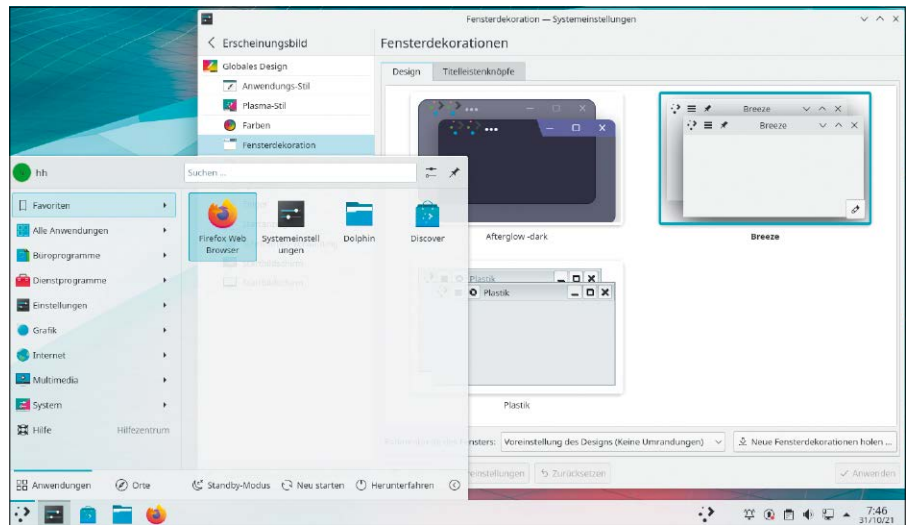 Fensterdekoration — Systemeinstellungen
Erscheinungsbild
Fensterdekorationen
Globales Design
Anwendungs-Stil
Plasma-Stil
Farben
Fensterdekoration
Design
Titelleistenknöpfe
Afterglow -dark
Breeze
Breeze
Breeze
Plastik
Plastik
Plastik
nsters:
Voreinstellung des Designs (Keine Umrandungen)
Neue Fensterdekorationen holen ...
einstellungen
Zurücksetzen
Anwenden
hh
Suchen ...
Favoriten
Alle Anwendungen
Büroprogramme
Dienstprogramme
Einstellungen
Grafik
Internet
Multimedia
System
Hilfe
Hilfezentrum
Firefox Web
Browser
Systemeinstell
ungen
Dolphin
Discover
Anwendungen
Orte
Standby-Modus
Neu starten
Herunterfahren
7:46
31/10/21